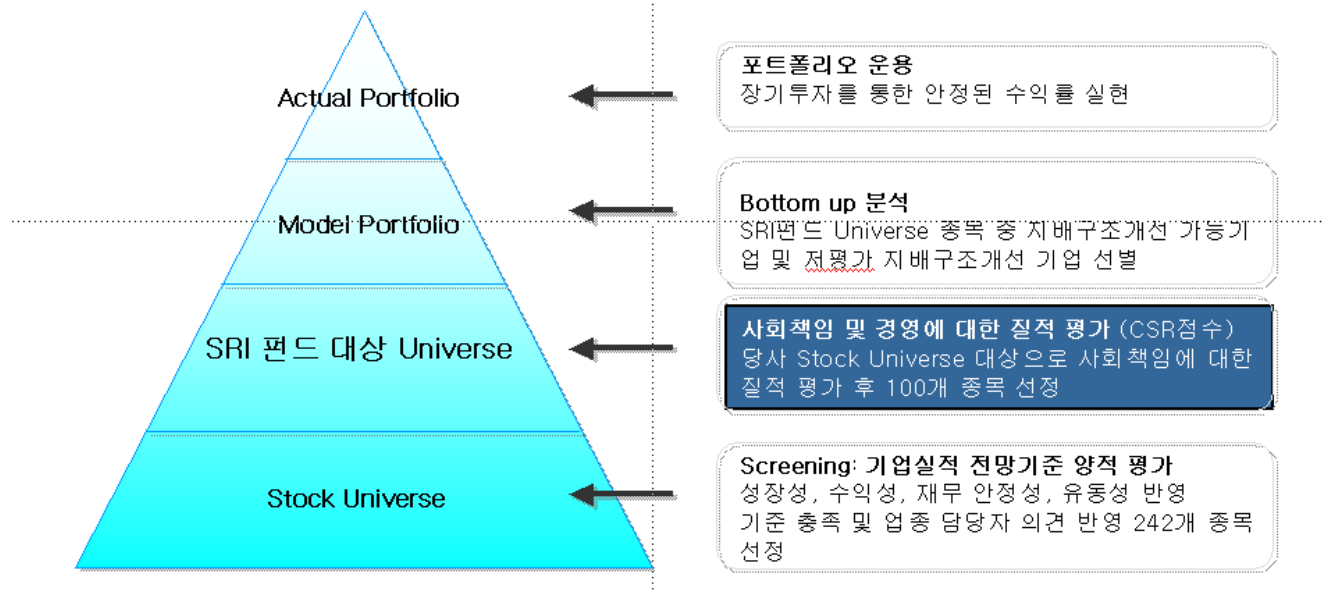 Actual Portfolio
포트폴리오 운용
장기투자를 통한 안정된 수익률 실현
Model Portfolio
Bottom up 분석
SRI펀드 Universe 종목 중 지배구조개선 가능기
업 및 저평가 지배구조개선 기업 선별
SRI 펀드 대상 Universe
사회책임 및 경영에 대한 질적 평가 (CSR점수)
당사 Stock Universe 대상으로 사회책임에 대한
질적 평가 후 100개 종목 선정
Stock Universe
Screening: 기업실적 전망기준 양적 평가
성장성, 수익성, 재무 안정성, 유동성 반영
기준 충족 및 업종 담당자 의견 반영 242개 종목
선정